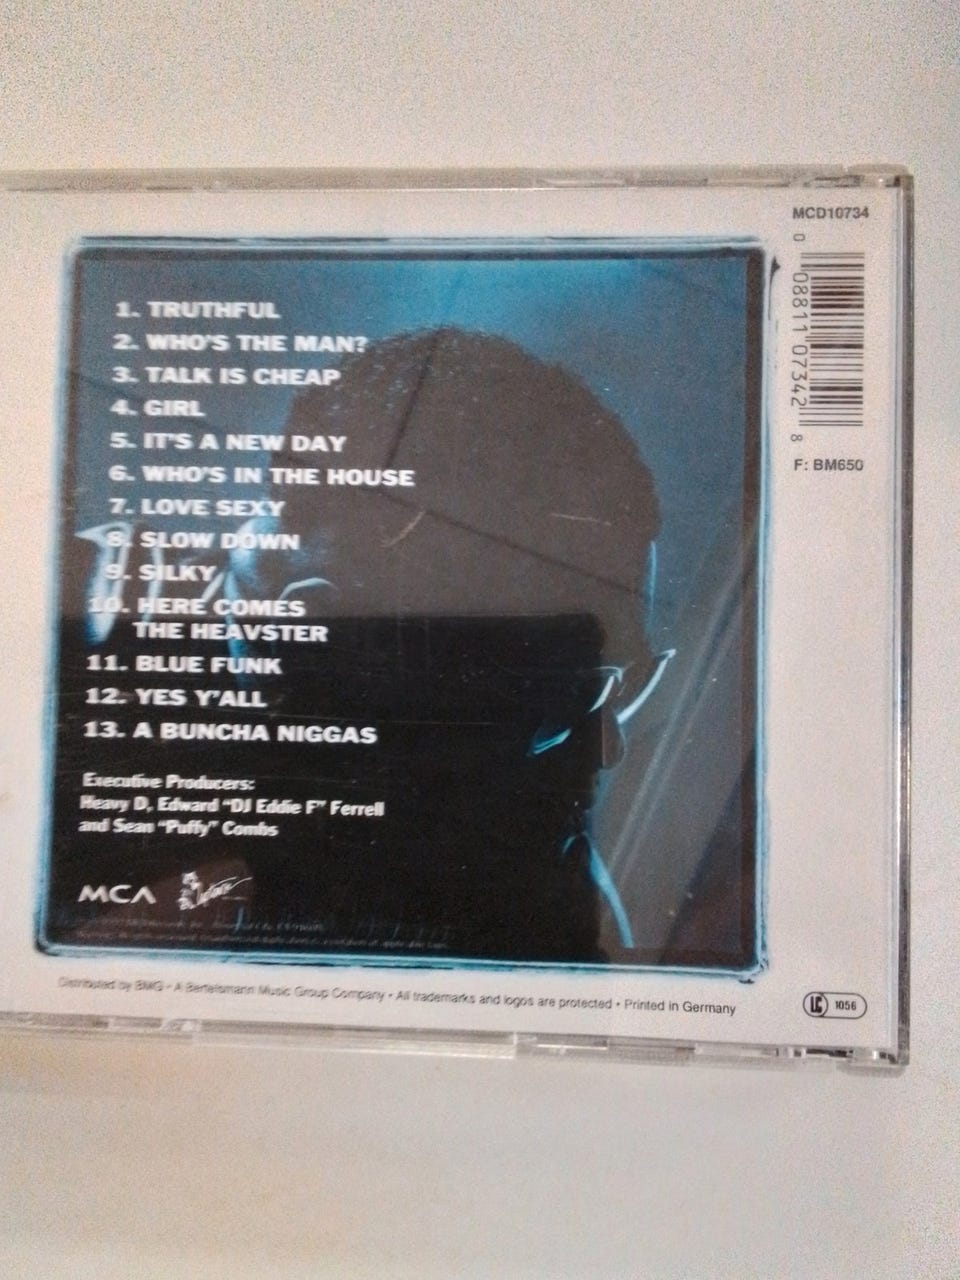 MCD10734
0 08811 07342 8
F: BM650
1. TRUTHFUL
2. WHO'S THE MAN?
3. TALK IS CHEAP
4. GIRL
5. IT'S A NEW DAY
6. WHO'S IN THE HOUSE
7. LOVE SEXY
8. SLOW DOWN
9. SILKY
10. HERE COMES
THE HEAVSTER
11. BLUE FUNK
12. YES Y'ALL
13. A BUNCHA NIGGAS
Executive Producers:
Heavy D, Edward "DJ Eddie F" Ferrell
and Sean "Puffy" Combs
MCA Uptown
Distributed by BMG • A Bertelsmann Music Group Company • All trademarks and logos are protected • Printed in Germany
LC 1056